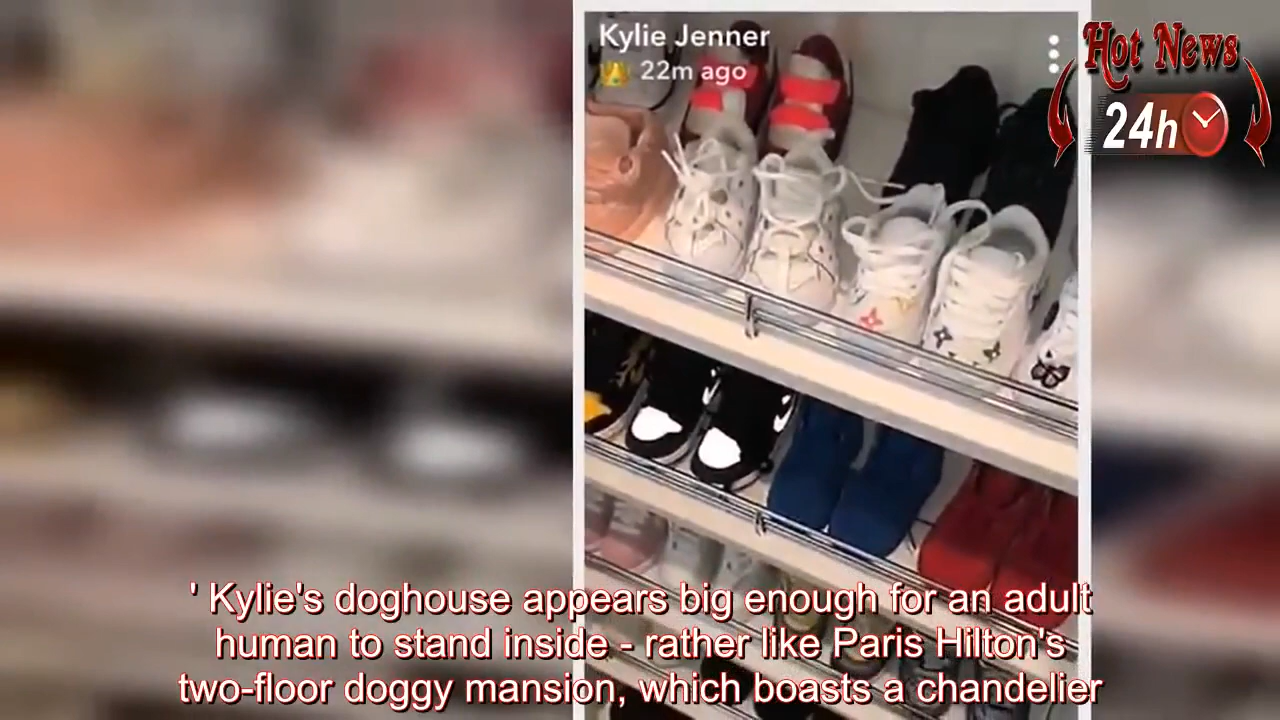 Kylie Jenner
22m ago
Hot News
24h
' Kylie's doghouse appears big enough for an adult
human to stand inside - rather like Paris Hilton's
two-floor doggy mansion, which boasts a chandelier